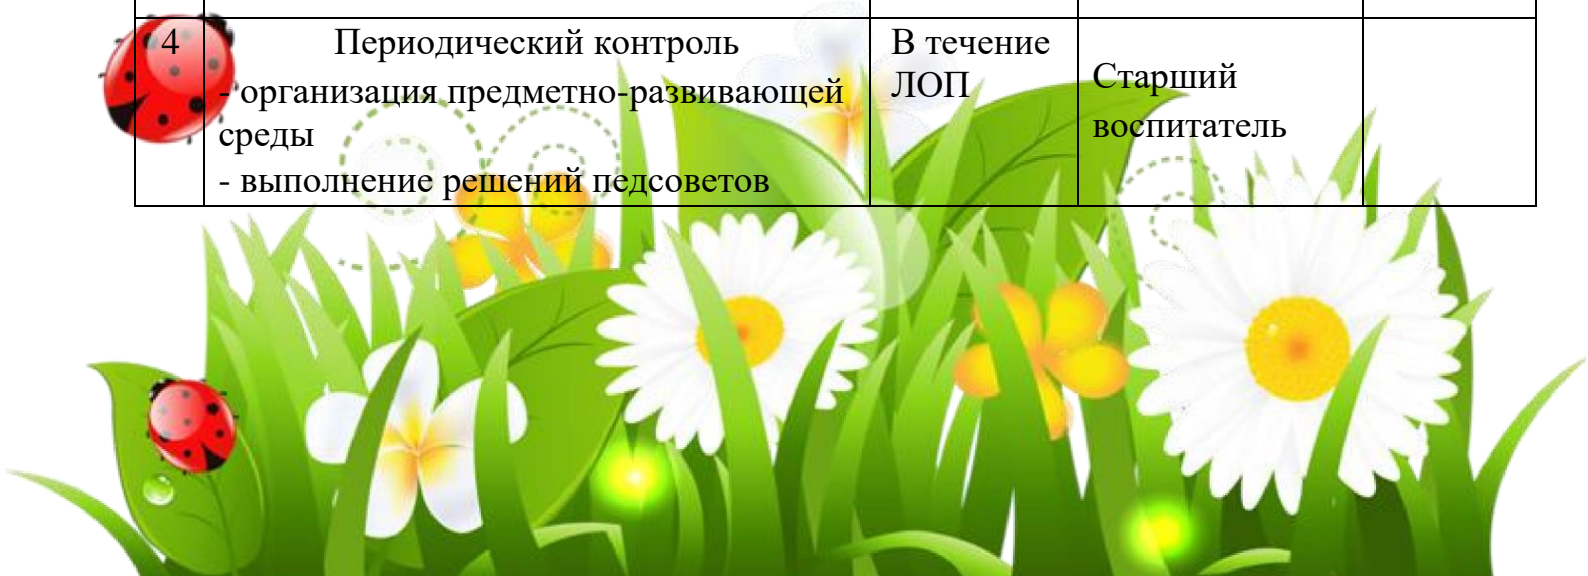 4
Периодический контроль
- организация предметно-развивающей
среды
- выполнение решений педсоветов
В течение
ЛОП
Старший
воспитатель